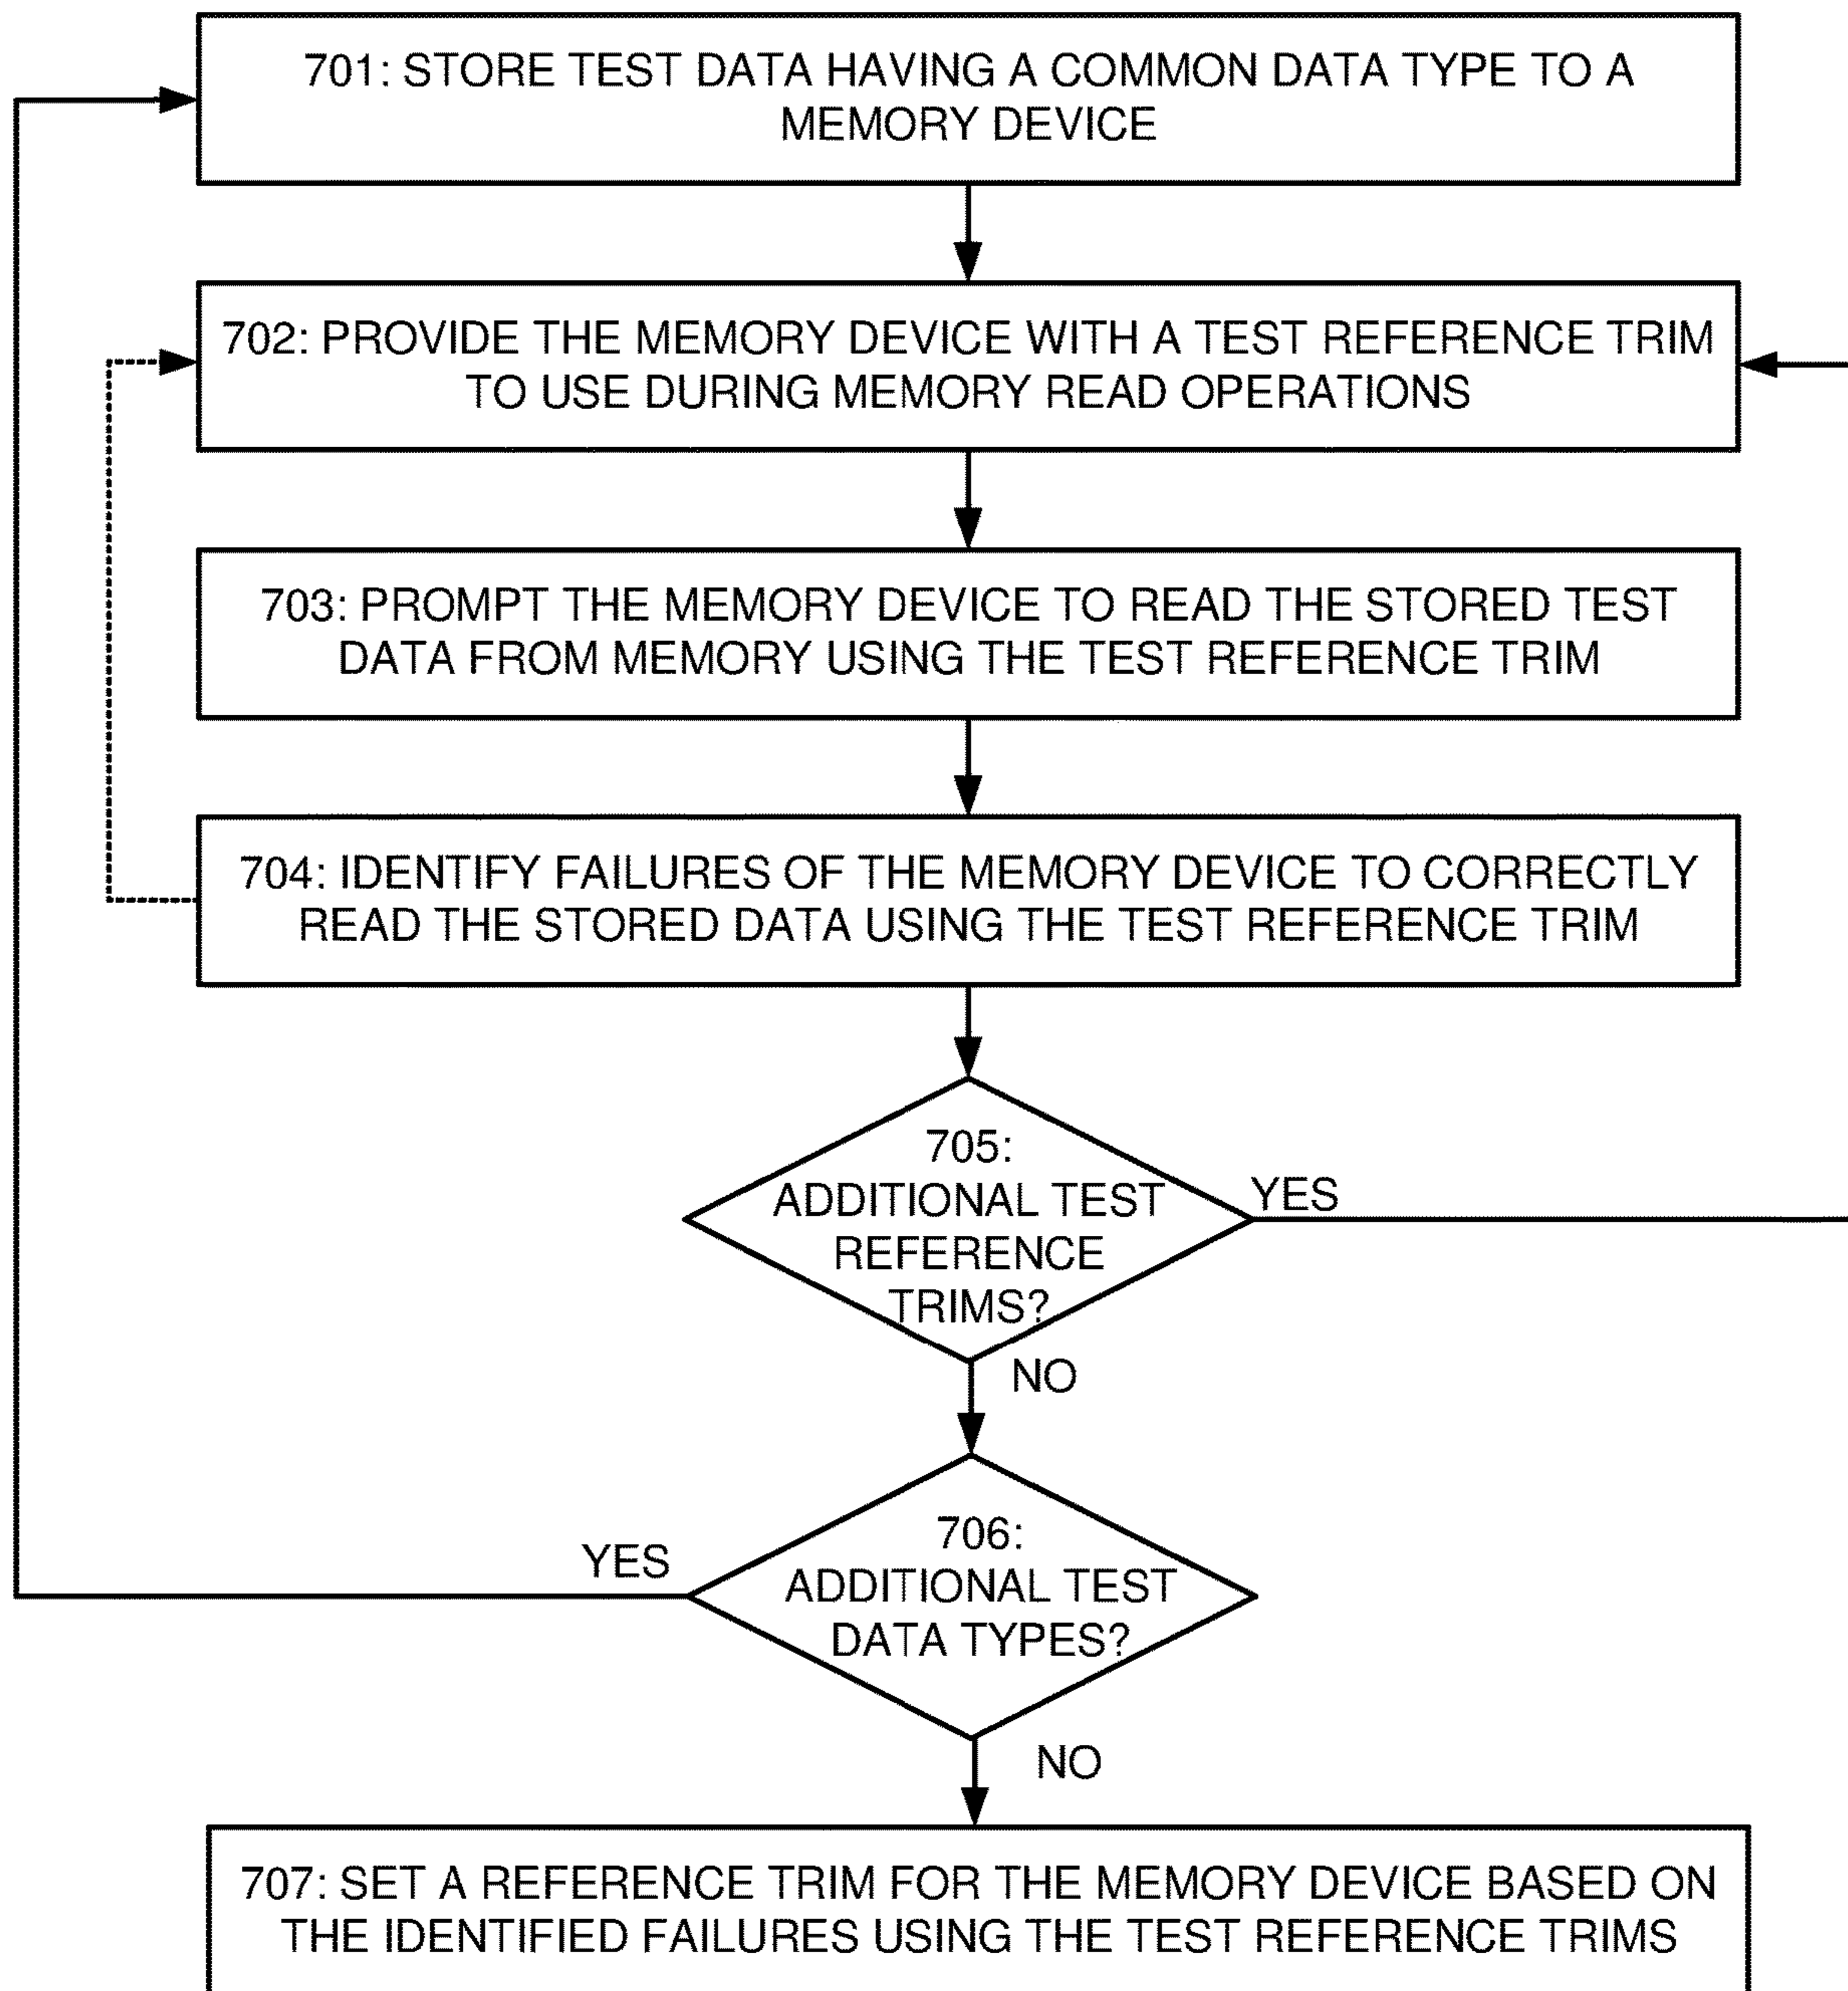 701: STORE TEST DATA HAVING A COMMON DATA TYPE TO A
MEMORY DEVICE
702: PROVIDE THE MEMORY DEVICE WITH A TEST REFERENCE TRIM
TO USE DURING MEMORY READ OPERATIONS
703: PROMPT THE MEMORY DEVICE TO READ THE STORED TEST
DATA FROM MEMORY USING THE TEST REFERENCE TRIM
704: IDENTIFY FAILURES OF THE MEMORY DEVICE TO CORRECTLY
READ THE STORED DATA USING THE TEST REFERENCE TRIM
705:
ADDITIONAL TEST
REFERENCE
TRIMS?
YES
NO
706:
ADDITIONAL TEST
DATA TYPES?
YES
NO
707: SET A REFERENCE TRIM FOR THE MEMORY DEVICE BASED ON
THE IDENTIFIED FAILURES USING THE TEST REFERENCE TRIMS